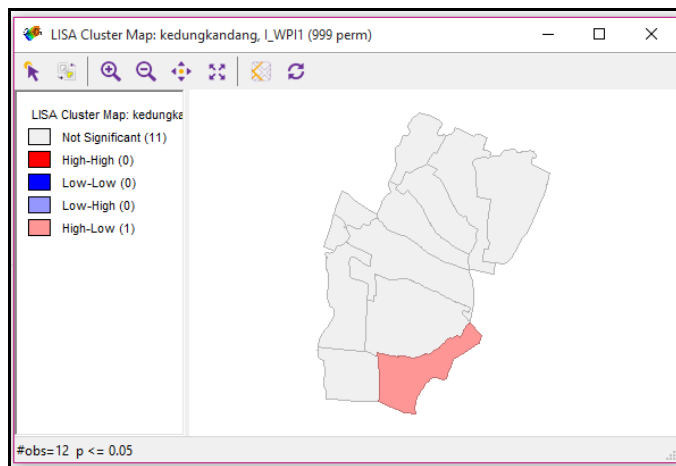 LISA Cluster Map: kedungkandang, I_WPI1 (999 perm)
LISA Cluster Map: kedungka
Not Significant (11)
High-High (0)
Low-Low (0)
Low-High (0)
High-Low (1)
#obs=12 p <= 0.05